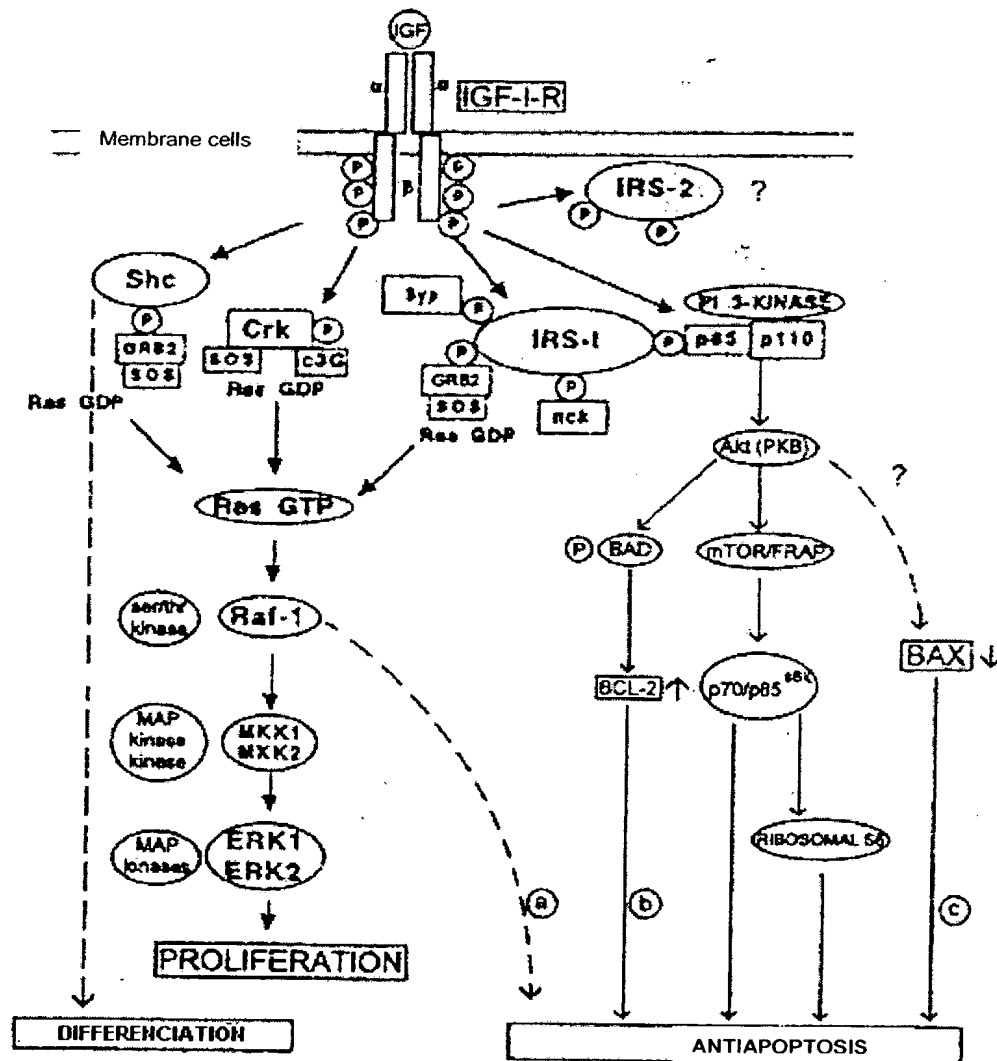 IGF
α
α
IGF-I-R
Membrane cells
β
P
P
P
P
P
P
IRS-2
?
P
P
Shc
P
GRB2
SOS
Ras GDP
Crk
P
SOS
c3G
Ras GDP
syp
P
IRS-I
P
GRB2
SOS
Ras GDP
P
nck
P
PI 3-KINASE
p85
p110
Akt (PKB)
?
Ras GTP
P
BAD
mTOR/FRAP
ser/thr
kinase
Raf-1
BAX
BCL-2
p70/p85
MAP
kinase
kinase
MKK1
MKK2
MAP
kinases
ERK1
ERK2
RIBOSOMAL S6
a
b
c
PROLIFERATION
DIFFERENCIATION
ANTIAPOPTOSIS